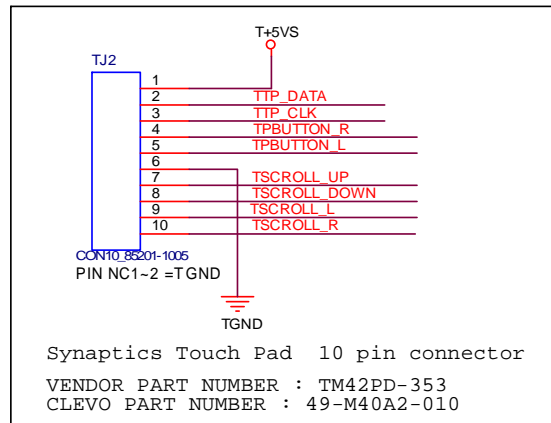 T+5VS
TJ2
1
2 TTP_DATA
3 TTP_CLK
4 TPBUTTON_R
5 TPBUTTON_L
6
7 TSCROLL_UP
8 TSCROLL_DOWN
9 TSCROLL_L
10 TSCROLL_R
CON10_85201-1005
PIN NC1~2 =TGND
TGND
Synaptics Touch Pad 10 pin connector
VENDOR PART NUMBER : TM42PD-353
CLEVO PART NUMBER : 49-M40A2-010